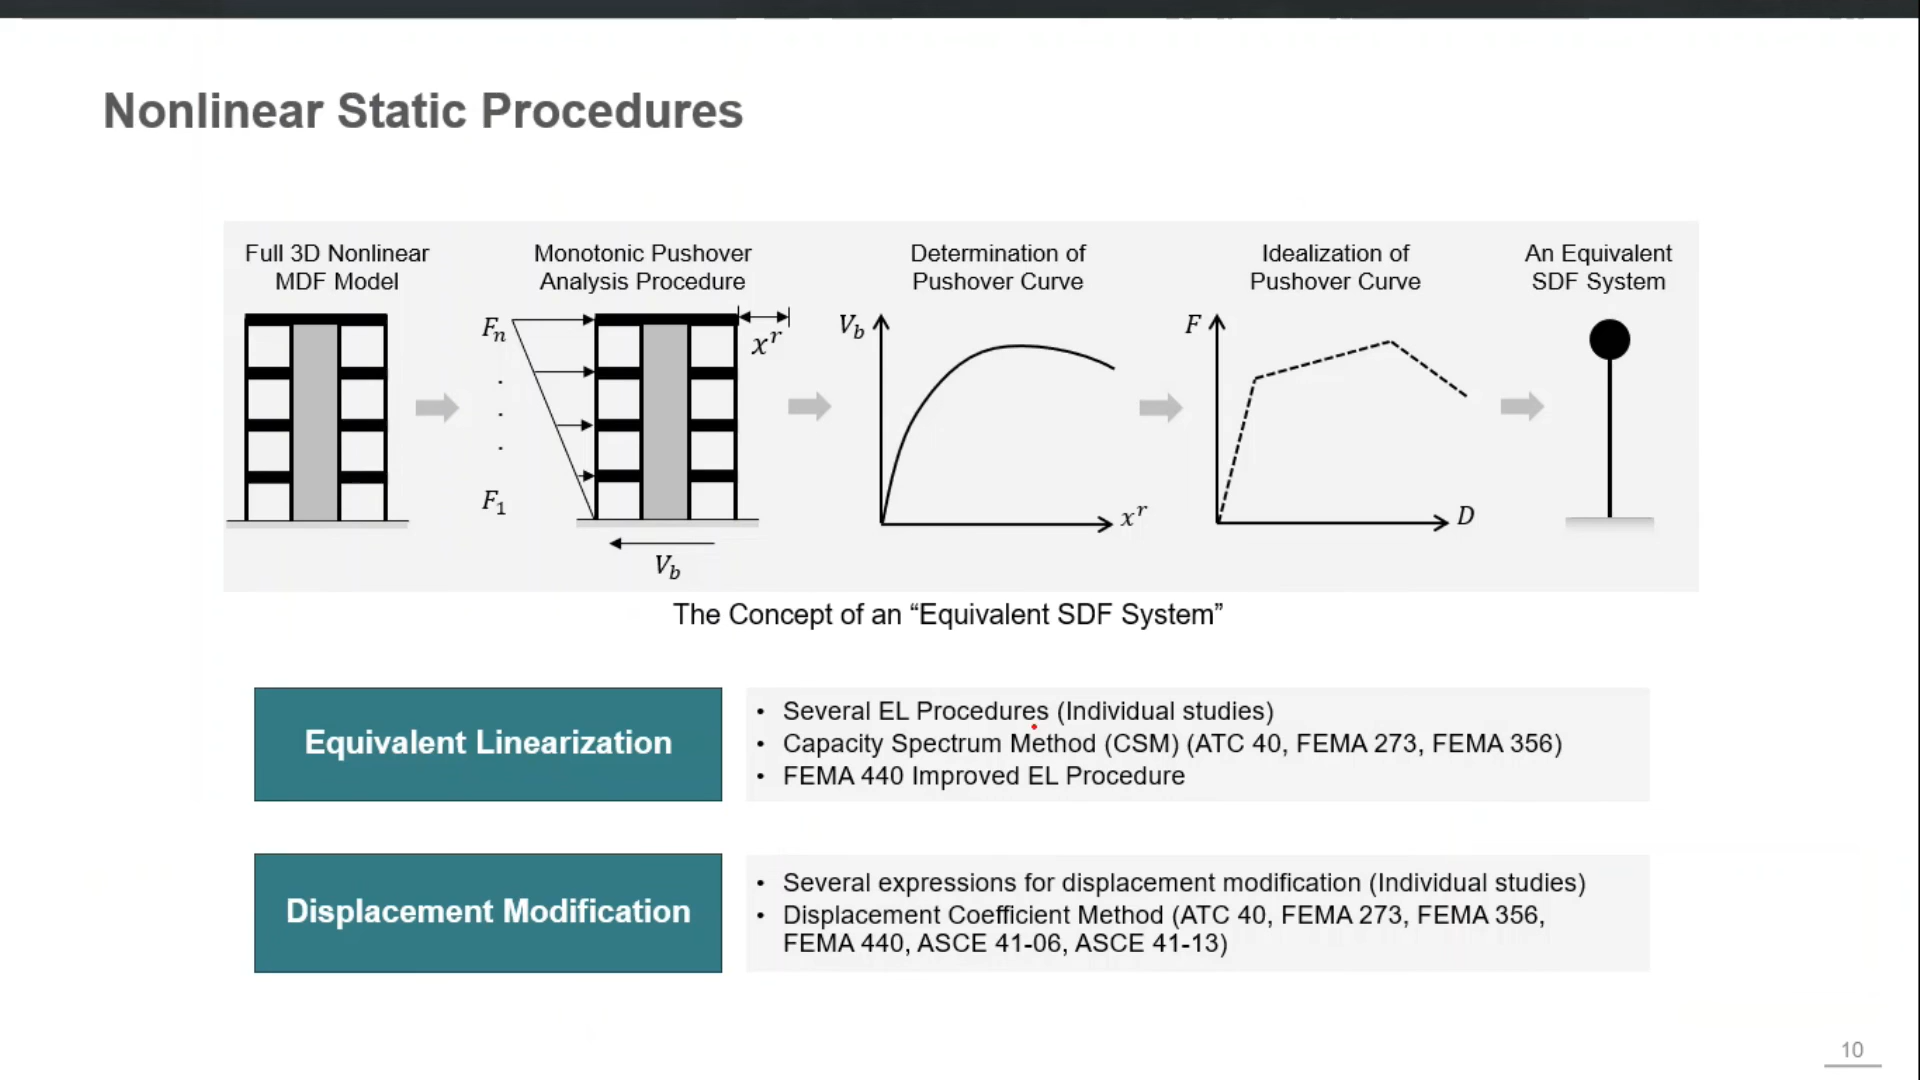 Nonlinear Static Procedures
Full 3D Nonlinear
MDF Model
Monotonic Pushover
Analysis Procedure
Determination of
Pushover Curve
Idealization of
Pushover Curve
An Equivalent
SDF System
Fₙ
.
.
.
F₁
xʳ
V_b
V_b
xʳ
F
D
The Concept of an “Equivalent SDF System”
Equivalent Linearization
• Several EL Procedures (Individual studies)
• Capacity Spectrum Method (CSM) (ATC 40, FEMA 273, FEMA 356)
• FEMA 440 Improved EL Procedure
Displacement Modification
• Several expressions for displacement modification (Individual studies)
• Displacement Coefficient Method (ATC 40, FEMA 273, FEMA 356,
FEMA 440, ASCE 41-06, ASCE 41-13)
10